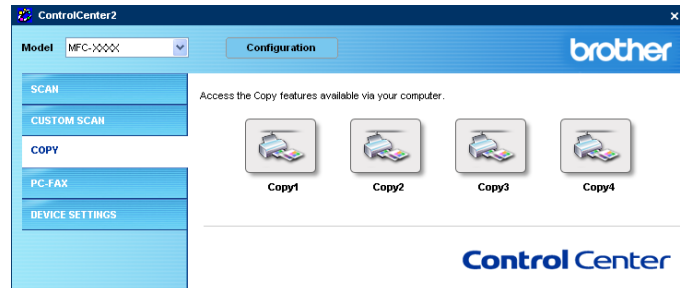 ControlCenter2
Model MFC-XXXX Configuration brother
SCAN
CUSTOM SCAN
COPY
PC-FAX
DEVICE SETTINGS
Access the Copy features available via your computer.
Copy1 Copy2 Copy3 Copy4
Control Center